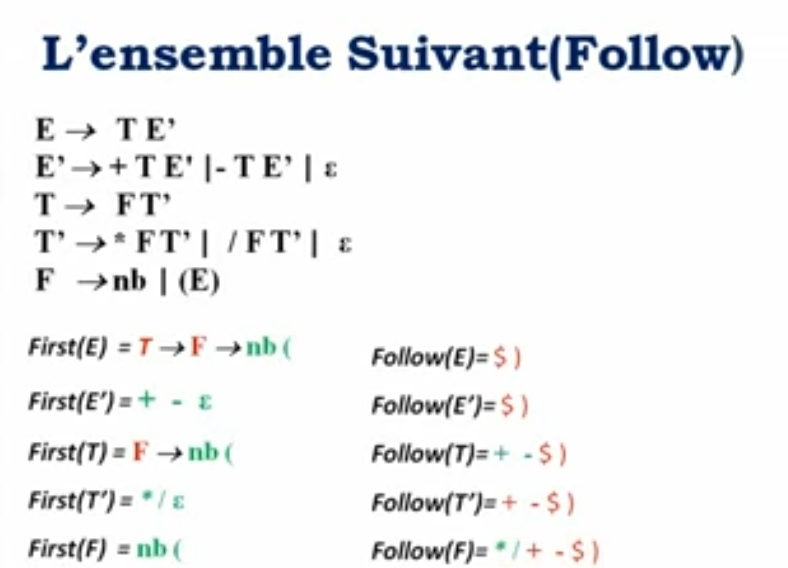 L'ensemble Suivant(Follow)
E → T E'
E' → + T E' | - T E' | ε
T → F T'
T' → * F T' | / F T' | ε
F → nb | (E)
First(E) = T → F → nb (
First(E') = + - ε
First(T) = F → nb (
First(T') = * / ε
First(F) = nb (
Follow(E)= $ )
Follow(E')= $ )
Follow(T)= + - $ )
Follow(T')= + - $ )
Follow(F)= * / + - $ )